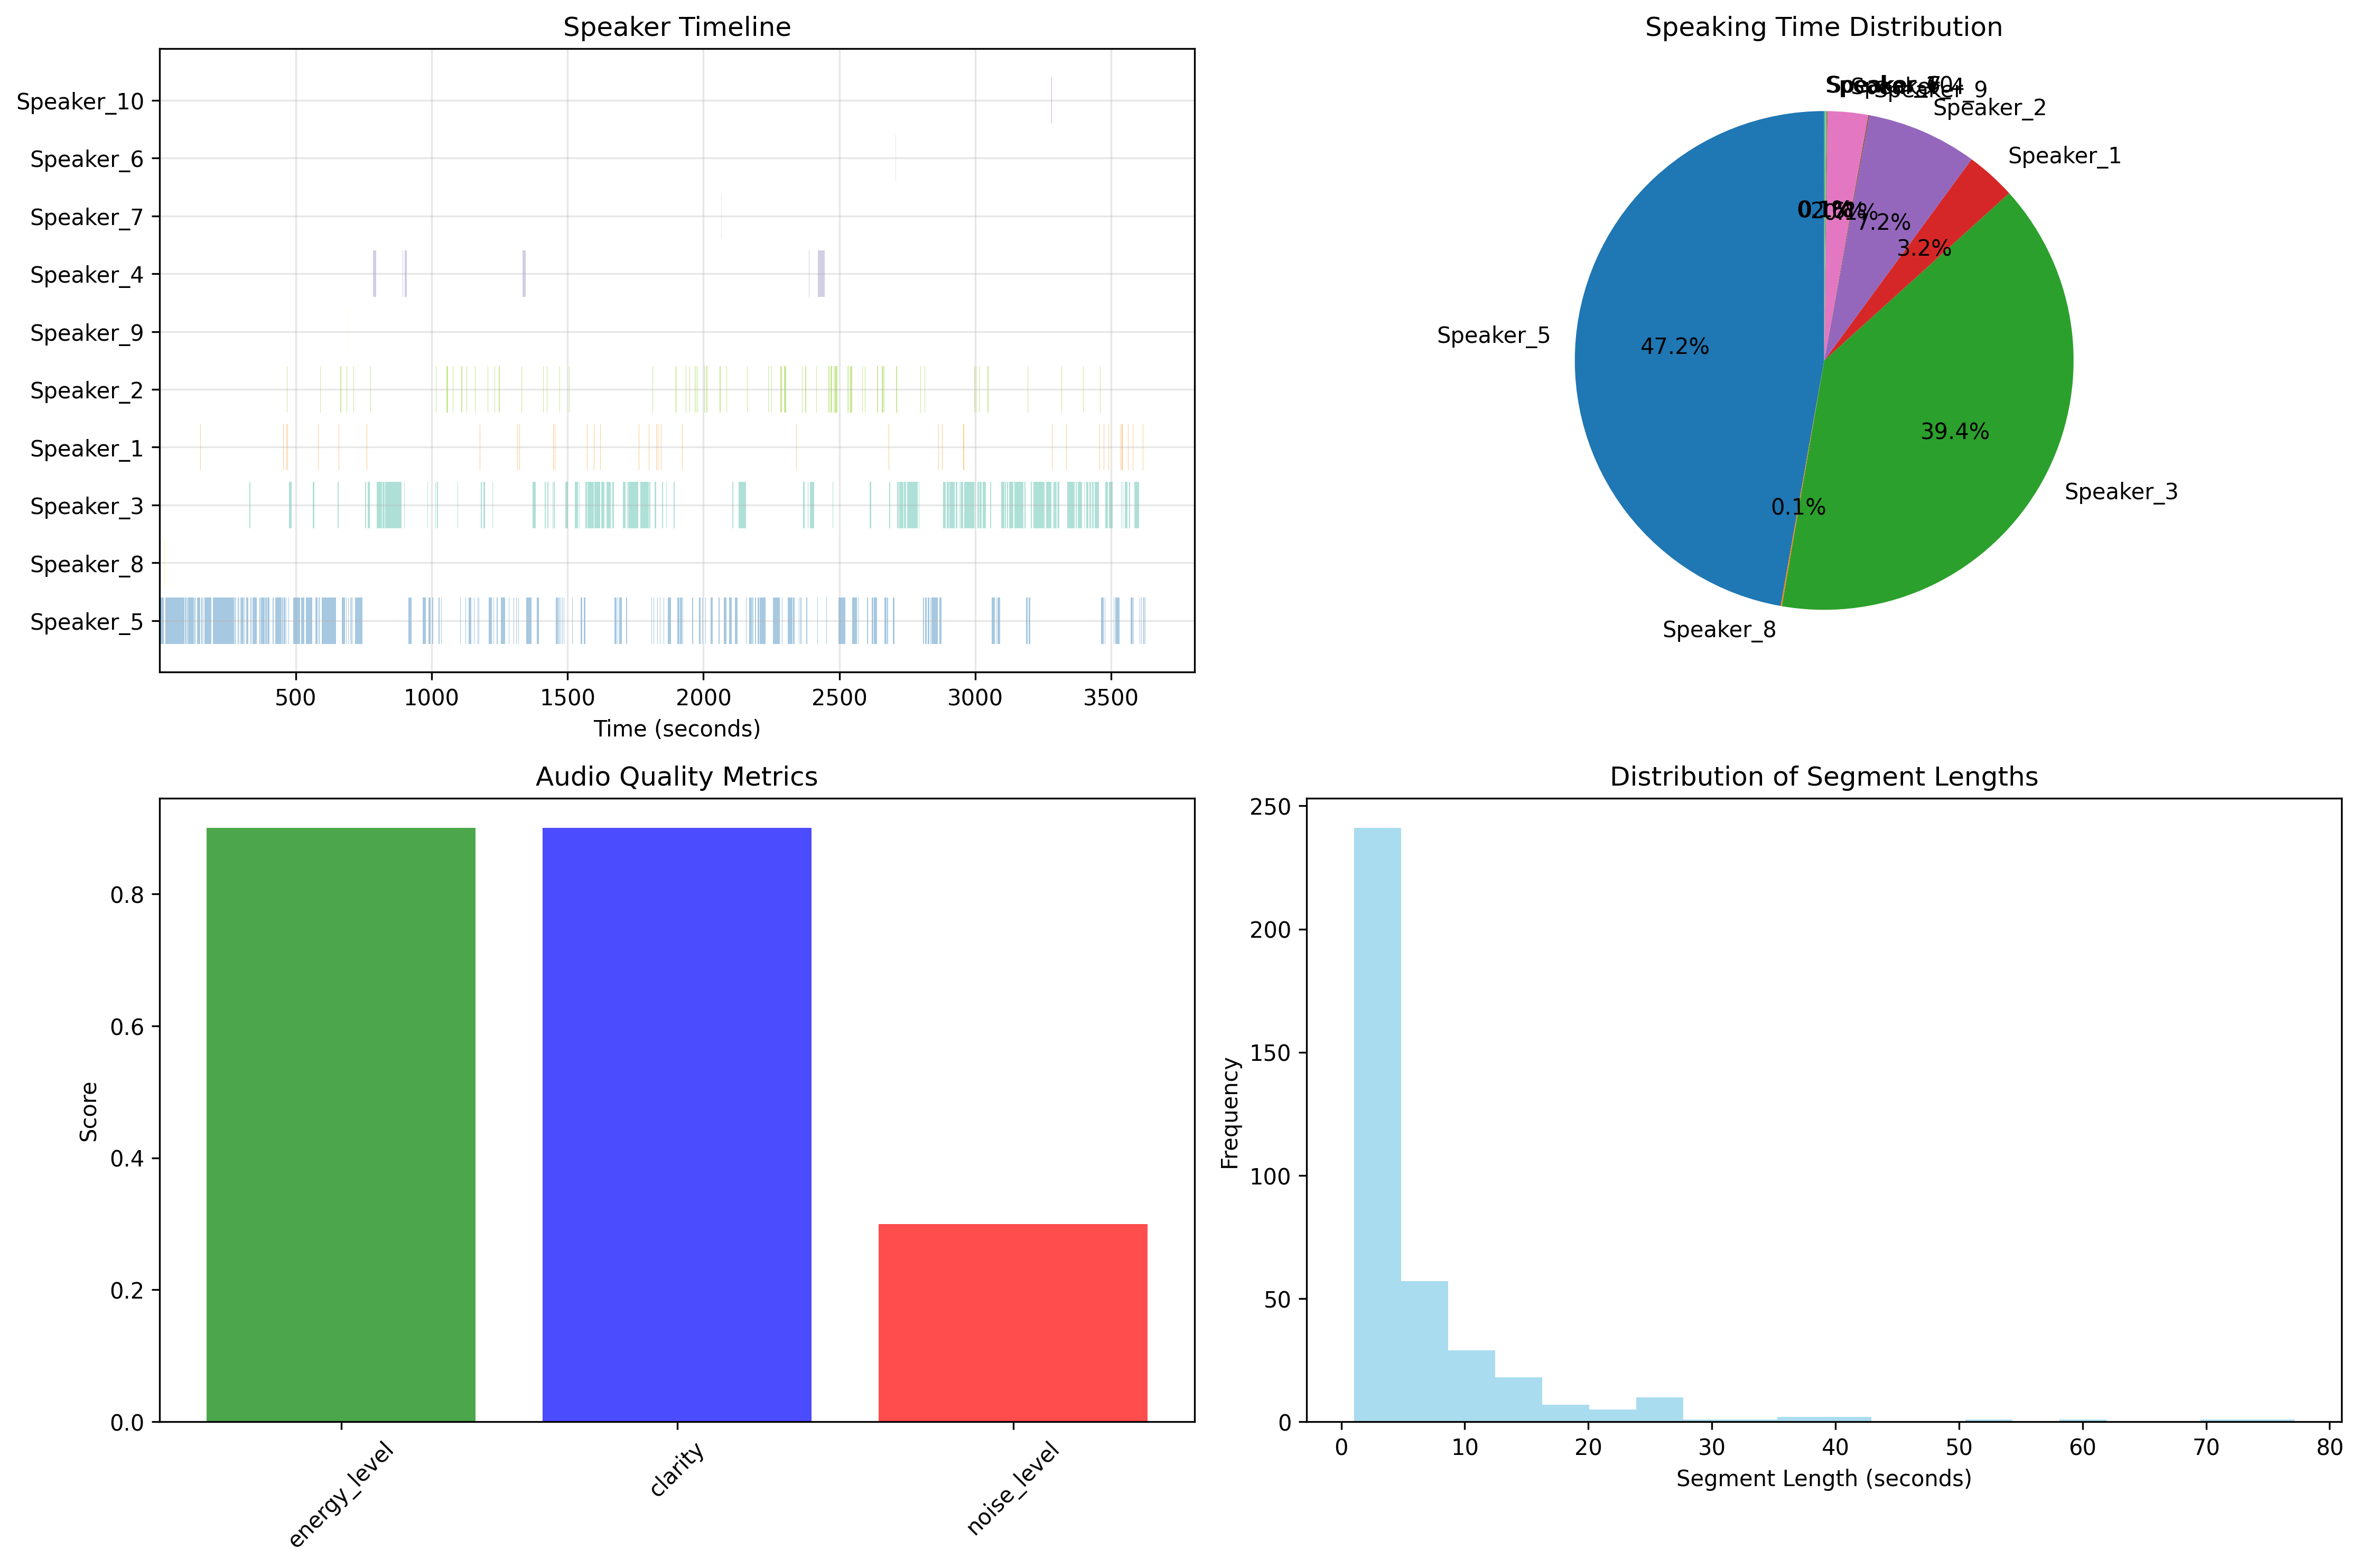 Speaker Timeline
Speaker_10
Speaker_6
Speaker_7
Speaker_4
Speaker_9
Speaker_2
Speaker_1
Speaker_3
Speaker_8
Speaker_5
500 1000 1500 2000 2500 3000 3500
Time (seconds)
Speaking Time Distribution
Speaker_9
Speaker_2
Speaker_1
Speaker_5
Speaker_3
Speaker_8
7.2%
3.2%
47.2%
39.4%
0.1%
Audio Quality Metrics
Score
0.8
0.6
0.4
0.2
0.0
energy_level
clarity
noise_level
Distribution of Segment Lengths
Frequency
250
200
150
100
50
0
0 10 20 30 40 50 60 70 80
Segment Length (seconds)